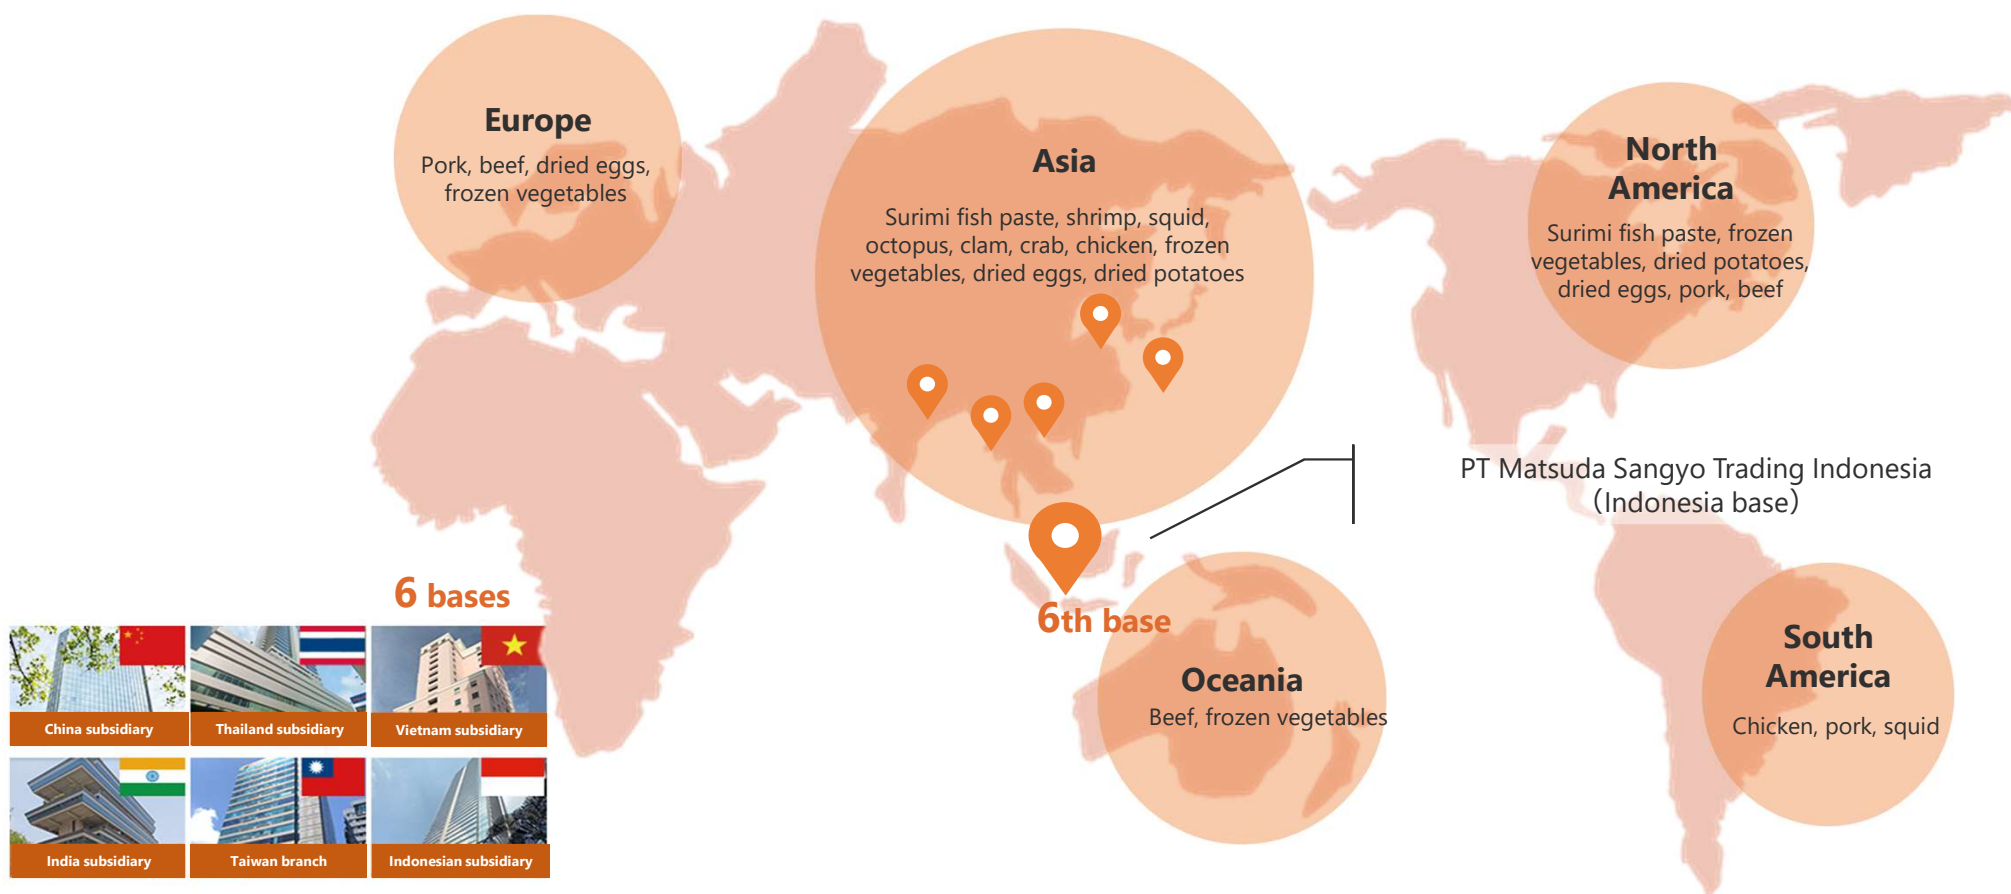 Europe
Pork, beef, dried eggs,
frozen vegetables
Asia
Surimi fish paste, shrimp, squid,
octopus, clam, crab, chicken, frozen
vegetables, dried eggs, dried potatoes
North
America
Surimi fish paste, frozen
vegetables, dried potatoes,
dried eggs, pork, beef
PT Matsuda Sangyo Trading Indonesia
（Indonesia base）
6th base
Oceania
Beef, frozen vegetables
South
America
Chicken, pork, squid
6 bases
China subsidiary
Thailand subsidiary
Vietnam subsidiary
India subsidiary
Taiwan branch
Indonesian subsidiary